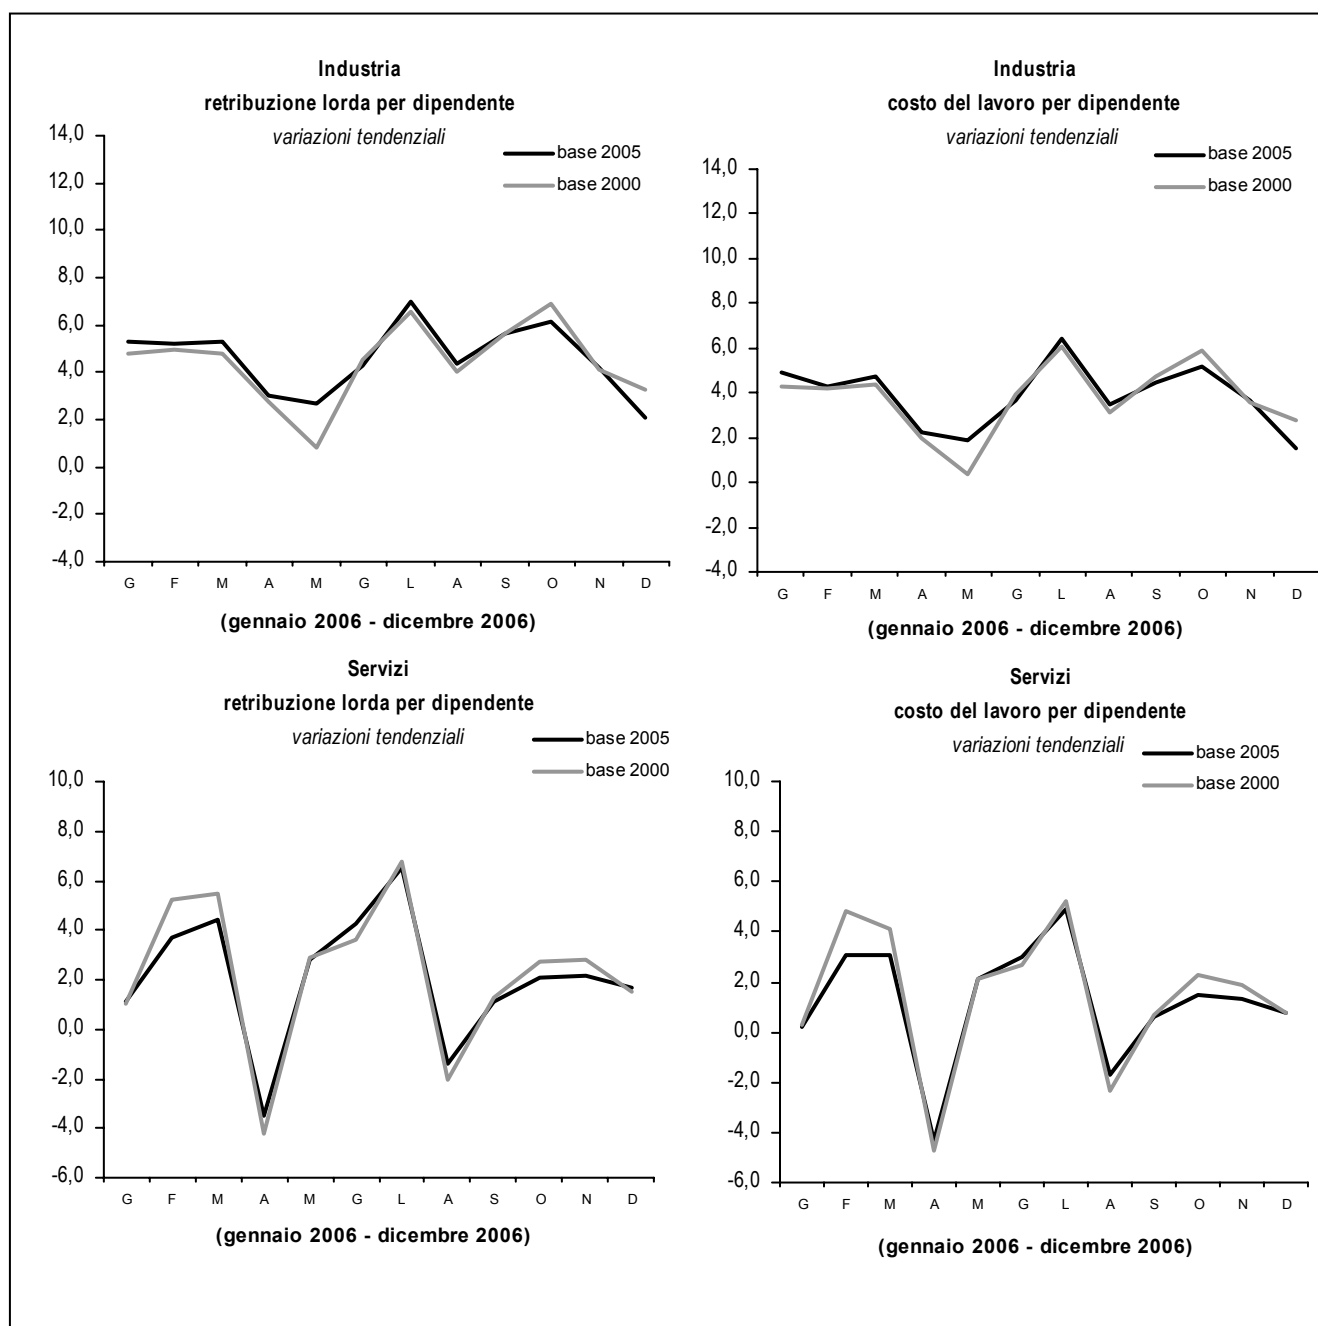 Industria
retribuzione lorda per dipendente
variazioni tendenziali
base 2005
base 2000
14,0
12,0
10,0
8,0
6,0
4,0
2,0
0,0
-2,0
-4,0
G F M A M G L A S O N D
(gennaio 2006 - dicembre 2006)
Industria
costo del lavoro per dipendente
variazioni tendenziali
base 2005
base 2000
14,0
12,0
10,0
8,0
6,0
4,0
2,0
0,0
-2,0
-4,0
G F M A M G L A S O N D
(gennaio 2006 - dicembre 2006)
Servizi
retribuzione lorda per dipendente
variazioni tendenziali
base 2005
base 2000
10,0
8,0
6,0
4,0
2,0
0,0
-2,0
-4,0
-6,0
G F M A M G L A S O N D
(gennaio 2006 - dicembre 2006)
Servizi
costo del lavoro per dipendente
variazioni tendenziali
base 2005
base 2000
10,0
8,0
6,0
4,0
2,0
0,0
-2,0
-4,0
-6,0
G F M A M G L A S O N D
(gennaio 2006 - dicembre 2006)